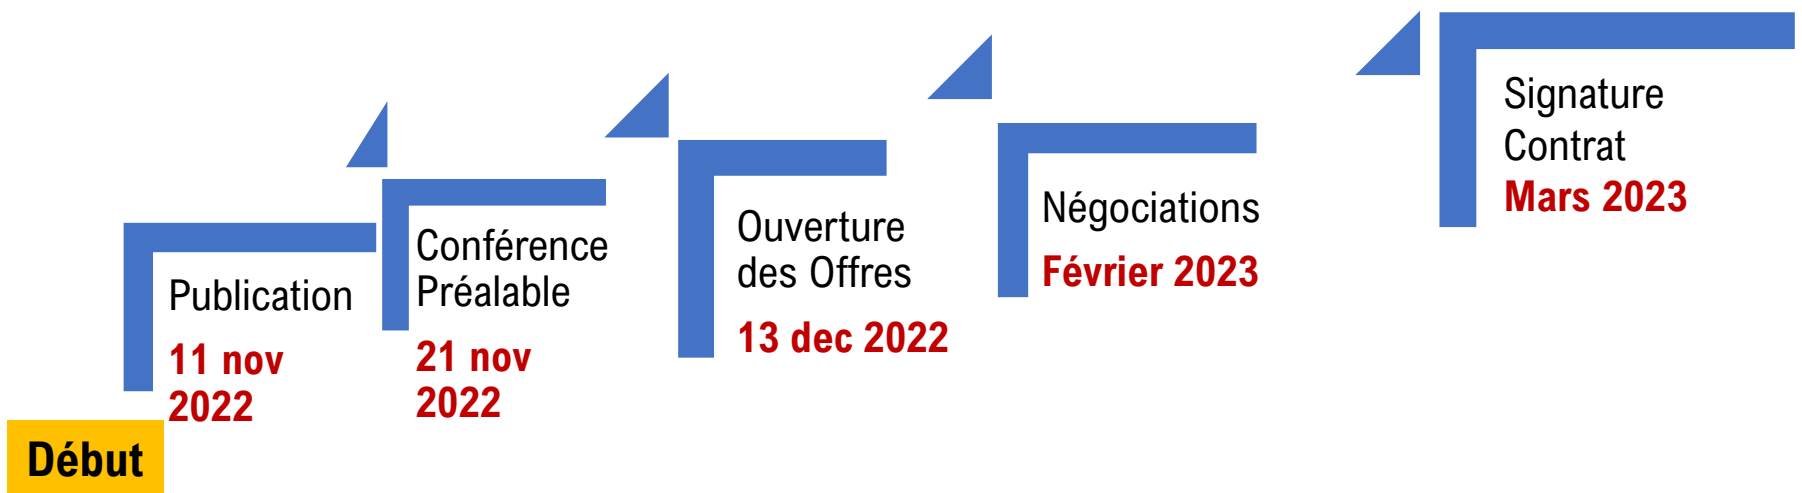 Début
Publication
11 nov
2022
Conférence
Préalable
21 nov
2022
Ouverture
des Offres
13 dec 2022
Négociations
Février 2023
Signature
Contrat
Mars 2023